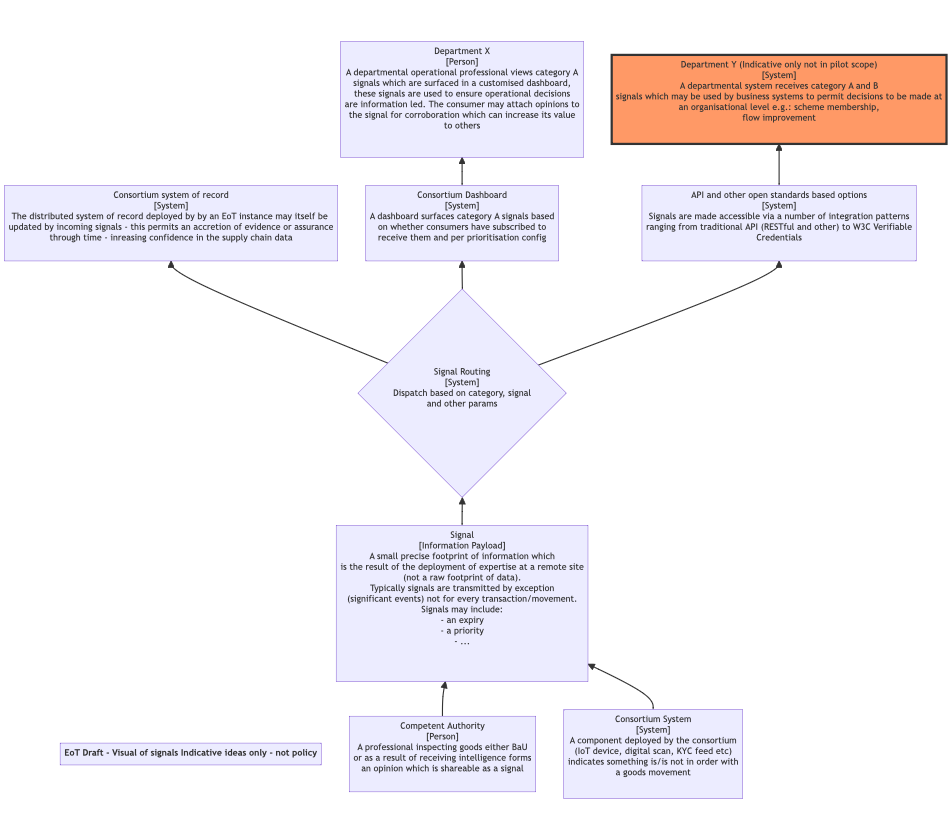 Department X
[Person]
A departmental operational professional views category A
signals which are surfaced in a customised dashboard,
these signals are used to ensure operational decisions
are information led. The consumer may attach opinions to
the signal for corroboration which can increase its value
to others
Department Y (Indicative only not in pilot scope)
[System]
A departmental system receives category A and B
signals which may be used by business systems to permit decisions to be made at
an organisational level e.g.: scheme membership,
flow improvement
Consortium system of record
[System]
The distributed system of record deployed by by an EoT instance may itself be
updated by incoming signals - this permits an accretion of evidence or assurance
through time - inreasing confidence in the supply chain data
Consortium Dashboard
[System]
A dashboard surfaces category A signals based
on whether consumers have subscribed to
receive them and per prioritisation config
API and other open standards based options
[System]
Signals are made accessible via a number of integration patterns
ranging from traditional API (RESTful and other) to W3C Verifiable
Credentials
Signal Routing
[System]
Dispatch based on category, signal
and other params
Signal
[Information Payload]
A small precise footprint of information which
is the result of the deployment of expertise at a remote site
(not a raw footprint of data).
Typically signals are transmitted by exception
(significant events) not for every transaction/movement.
Signals may include:
- an expiry
- a priority
- ...
Competent Authority
[Person]
A professional inspecting goods either BaU
or as a result of receiving intelligence forms
an opinion which is shareable as a signal
Consortium System
[System]
A component deployed by the consortium
(IoT device, digital scan, KYC feed etc)
indicates something is/is not in order with
a goods movement
EoT Draft - Visual of signals Indicative ideas only - not policy